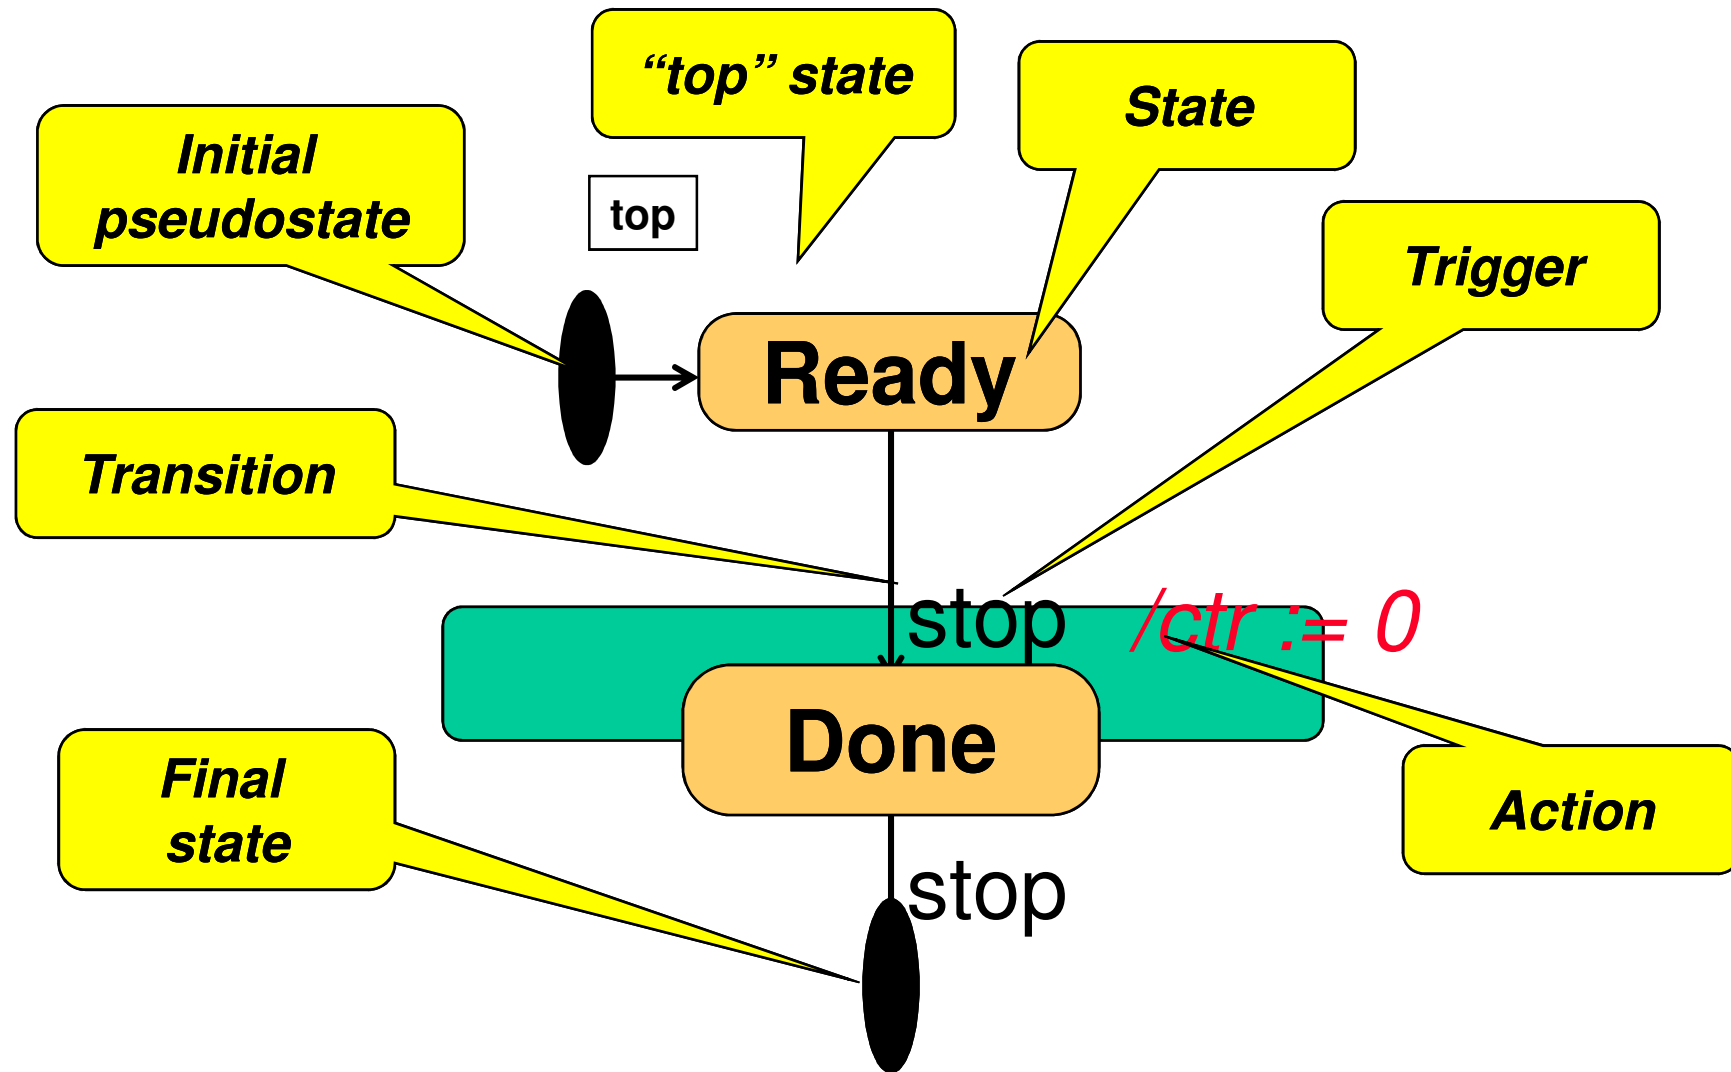 “top” state
State
Initial
pseudostate
top
Trigger
Ready
Transition
stop /ctr := 0
Done
Final
state
Action
stop